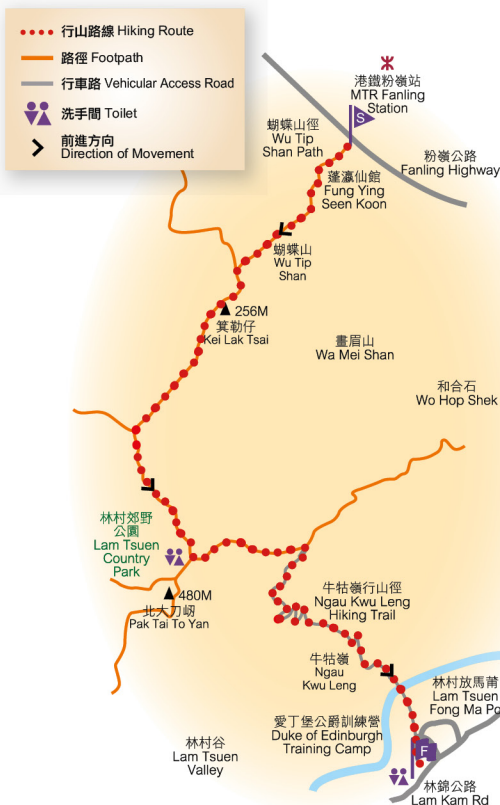 行山路線 Hiking Route
路徑 Footpath
行車路 Vehicular Access Road
洗手間 Toilet
前進方向
Direction of Movement
港鐵粉嶺站
MTR Fanling
Station
S
蝴蝶山徑
Wu Tip
Shan Path
粉嶺公路
Fanling Highway
蓬瀛仙館
Fung Ying
Seen Koon
蝴蝶山
Wu Tip
Shan
256M
箕勒仔
Kei Lak Tsai
畫眉山
Wa Mei Shan
和合石
Wo Hop Shek
林村郊野
公園
Lam Tsuen
Country
Park
480M
北大刀屻
Pak Tai To Yan
牛牯嶺行山徑
Ngau Kwu Leng
Hiking Trail
牛牯嶺
Ngau
Kwu Leng
林村放馬莆
Lam Tsuen
Fong Ma Po
愛丁堡公爵訓練營
Duke of Edinburgh
Training Camp
林村谷
Lam Tsuen
Valley
F
林錦公路
Lam Kam Rd